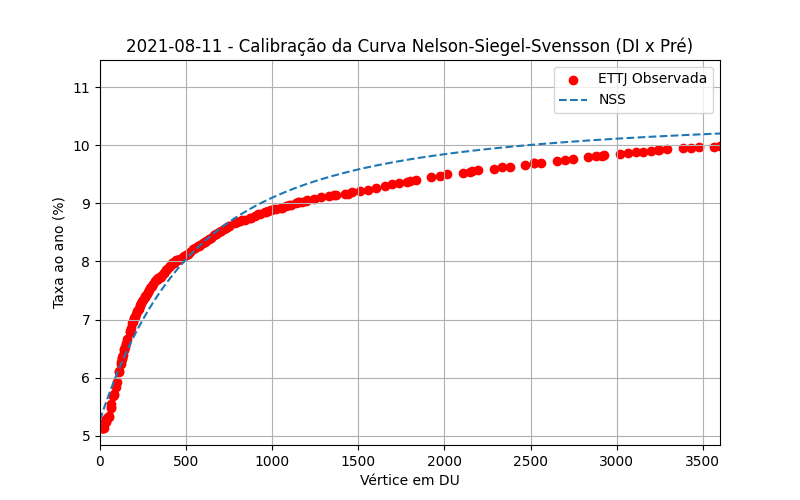 2021-08-11 - Calibração da Curva Nelson-Siegel-Svensson (DI x Pré)
ETTJ Observada
NSS
Taxa ao ano (%)
11
10
9
8
7
6
5
0 500 1000 1500 2000 2500 3000 3500
Vértice em DU